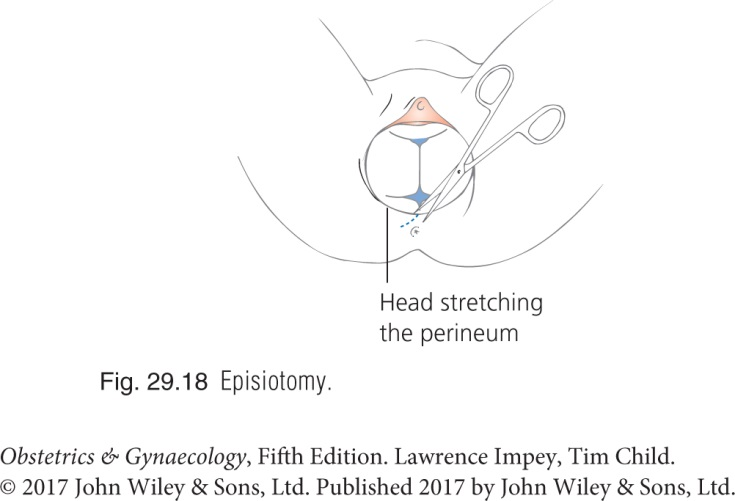 Head stretching
the perineum
Fig. 29.18 Episiotomy.
Obstetrics & Gynaecology, Fifth Edition. Lawrence Impey, Tim Child.
© 2017 John Wiley & Sons, Ltd. Published 2017 by John Wiley & Sons, Ltd.